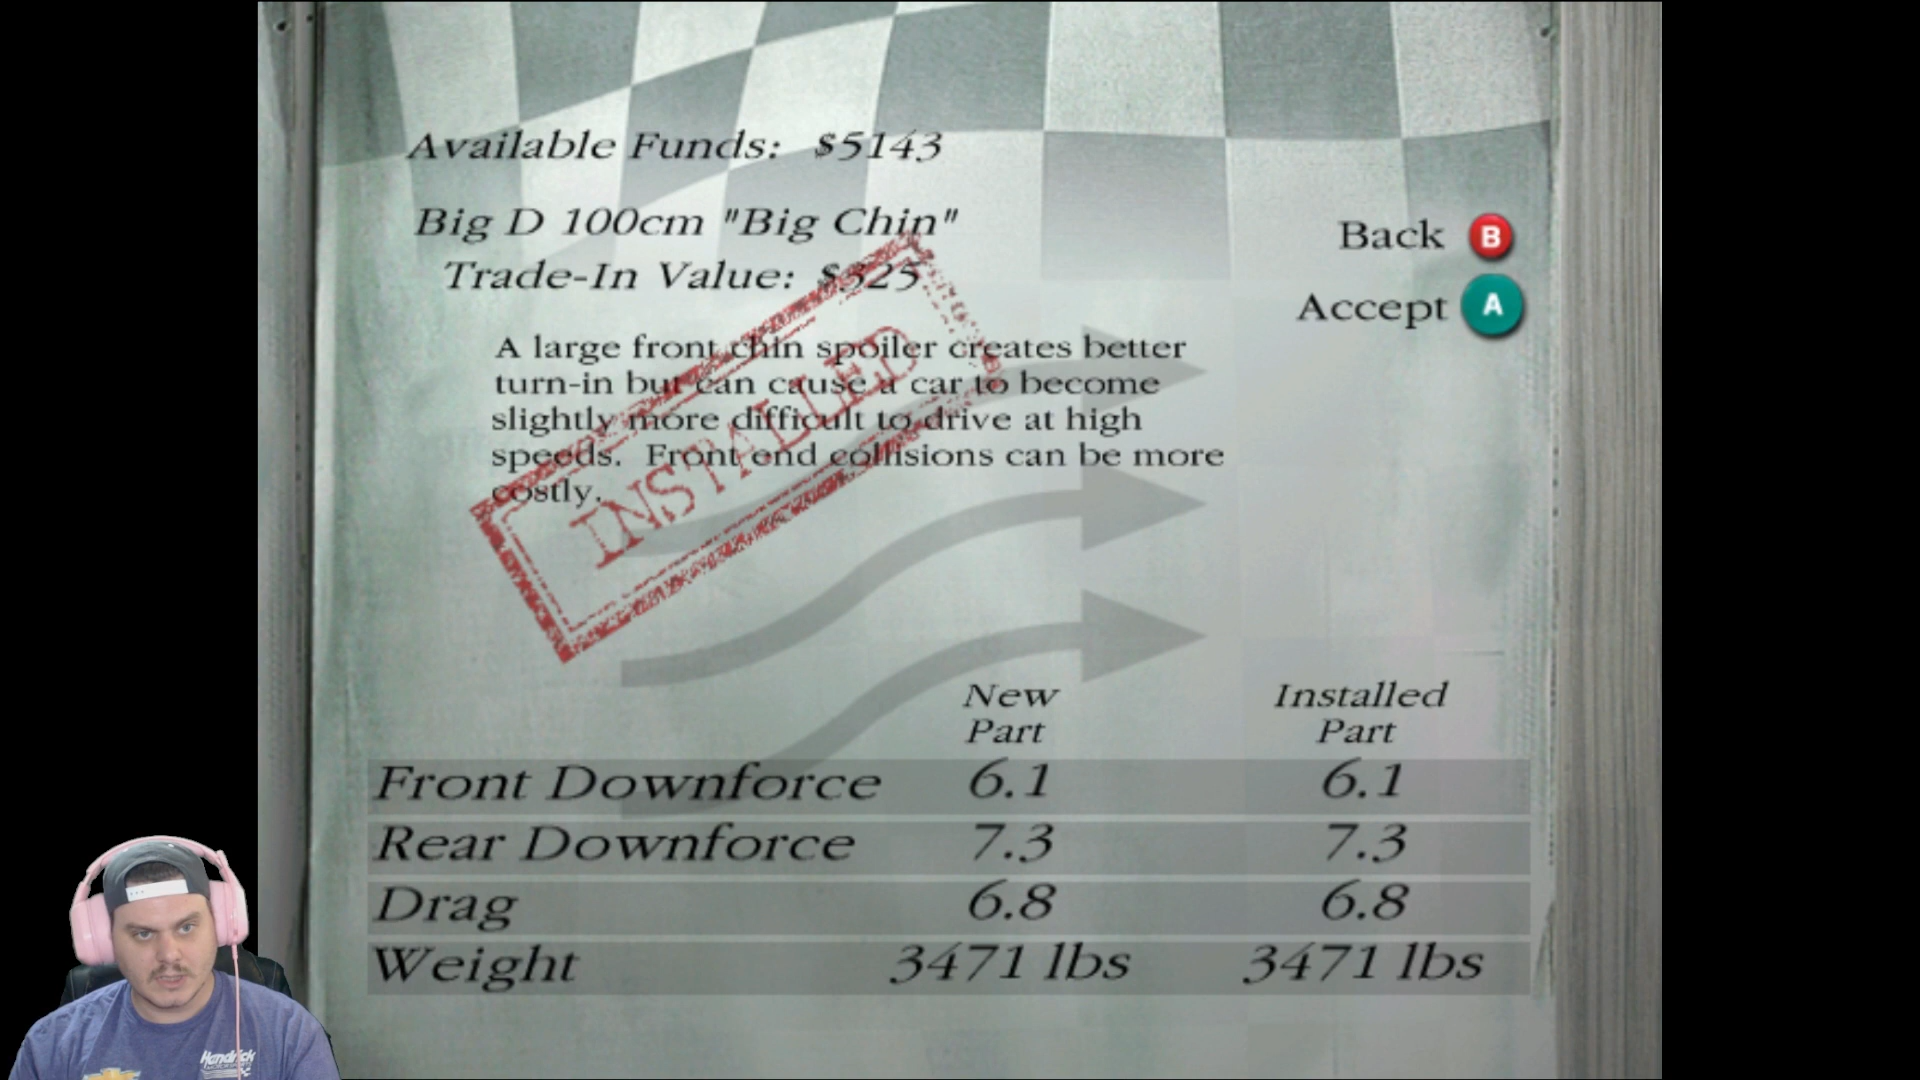 Available Funds: $5143
Big D 100cm "Big Chin"
Trade-In Value: $325
Back B
Accept A
A large front chin spoiler creates better
turn-in but can cause a car to become
slightly more difficult to drive at high
speeds. Front end collisions can be more
costly.
INSTALLED
New Part
Installed Part
Front Downforce 6.1 6.1
Rear Downforce 7.3 7.3
Drag 6.8 6.8
Weight 3471 lbs 3471 lbs
Hendrick